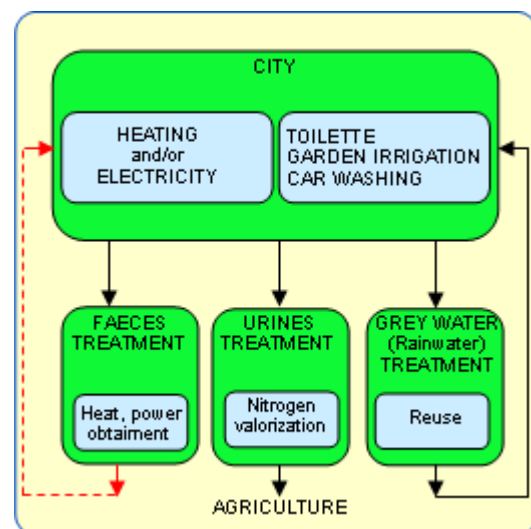 CITY
HEATING
and/or
ELECTRICITY
TOILETTE
GARDEN IRRIGATION
CAR WASHING
FAECES
TREATMENT
Heat, power
obtaiment
URINES
TREATMENT
Nitrogen
valorization
GREY WATER
(Rainwater)
TREATMENT
Reuse
AGRICULTURE